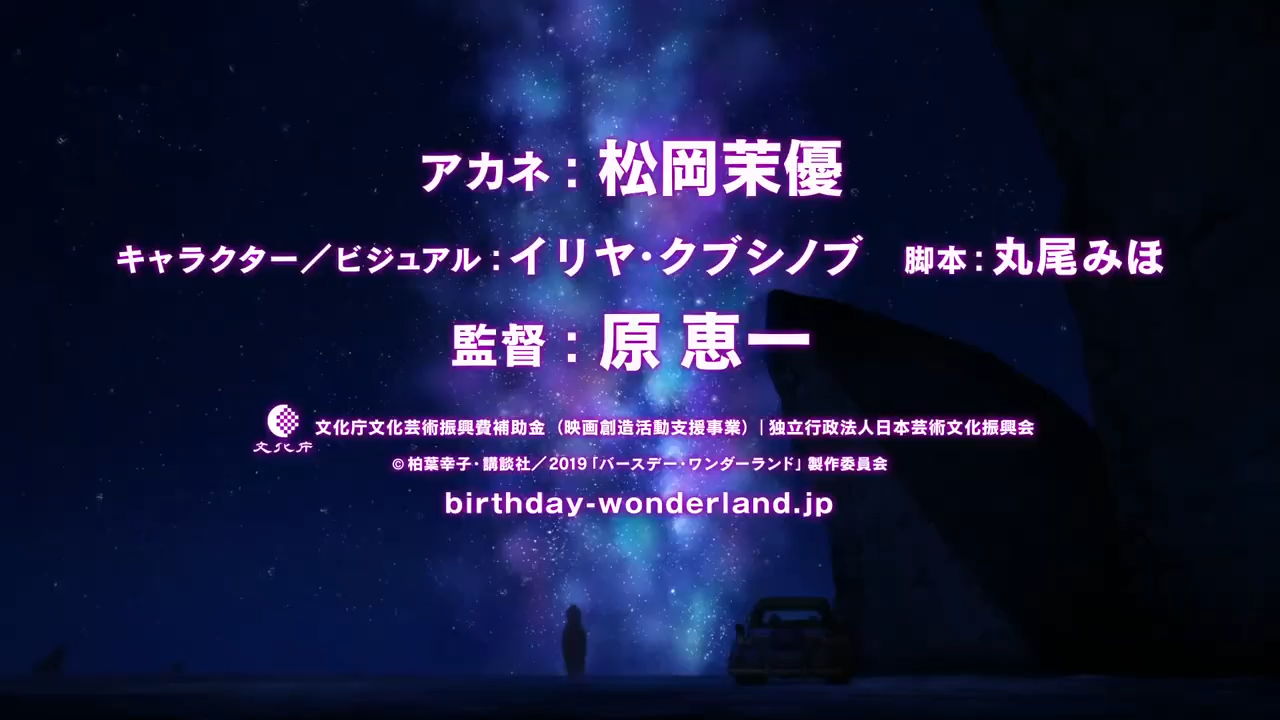 アカネ：松岡茉優
キャラクター／ビジュアル：イリヤ・クブシノブ　脚本：丸尾みほ
監督：原 恵一
文化庁
文化庁文化芸術振興費補助金（映画創造活動支援事業）｜独立行政法人日本芸術文化振興会
©柏葉幸子・講談社／2019「バースデー・ワンダーランド」製作委員会
birthday-wonderland.jp